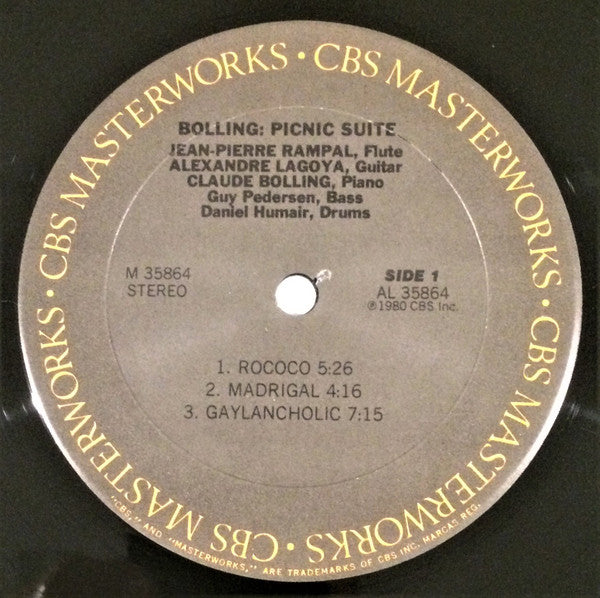 CBS MASTERWORKS · CBS MASTERWORKS · CBS MASTERWORKS · CBS MASTERWORKS ·
BOLLING: PICNIC SUITE
JEAN-PIERRE RAMPAL, Flute
ALEXANDRE LAGOYA, Guitar
CLAUDE BOLLING, Piano
Guy Pedersen, Bass
Daniel Humair, Drums
M 35864
STEREO
SIDE 1
AL 35864
℗1980 CBS Inc.
1. ROCOCO 5:26
2. MADRIGAL 4:16
3. GAYLANCHOLIC 7:15
"CBS," AND "MASTERWORKS," ARE TRADEMARKS OF CBS INC. MARCAS REG.